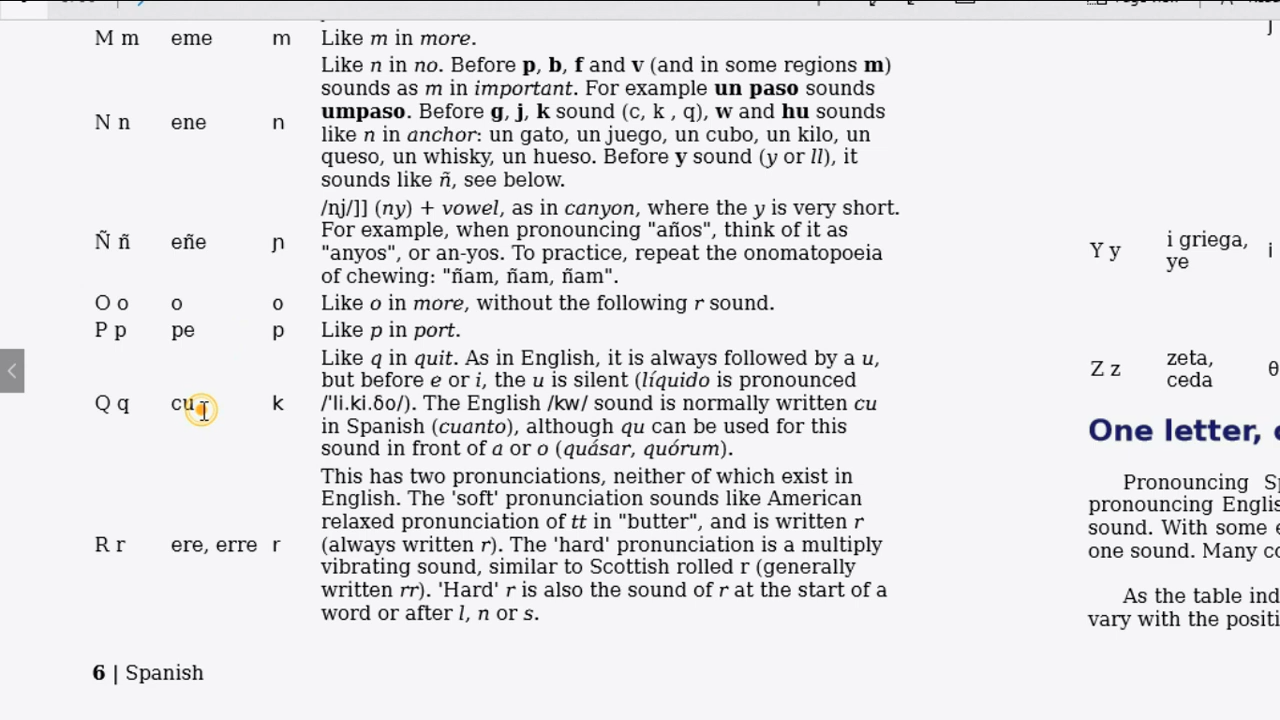 M m eme m Like m in more.
Like n in no. Before p, b, f and v (and in some regions m)
sounds as m in important. For example un paso sounds
umpaso. Before g, j, k sound (c, k , q), w and hu sounds
N n ene n like n in anchor: un gato, un juego, un cubo, un kilo, un
queso, un whisky, un hueso. Before y sound (y or ll), it
sounds like ñ, see below.
/nj/]] (ny) + vowel, as in canyon, where the y is very short.
Ñ ñ eñe ɲ For example, when pronouncing "años", think of it as
"anyos", or an-yos. To practice, repeat the onomatopoeia
of chewing: "ñam, ñam, ñam".
O o o o Like o in more, without the following r sound.
P p pe p Like p in port.
Like q in quit. As in English, it is always followed by a u,
but before e or i, the u is silent (líquido is pronounced
Q q cu k /'li.ki.ðo/). The English /kw/ sound is normally written cu
in Spanish (cuanto), although qu can be used for this
sound in front of a or o (quásar, quórum).
This has two pronunciations, neither of which exist in
English. The 'soft' pronunciation sounds like American
relaxed pronunciation of tt in "butter", and is written r
R r ere, erre r (always written r). The 'hard' pronunciation is a multiply
vibrating sound, similar to Scottish rolled r (generally
written rr). 'Hard' r is also the sound of r at the start of a
word or after l, n or s.
6 | Spanish
Y y i griega, i
ye
Z z zeta, θ
ceda
One letter,
Pronouncing
pronouncing
sound. With some
one sound. Many
As the table
vary with the